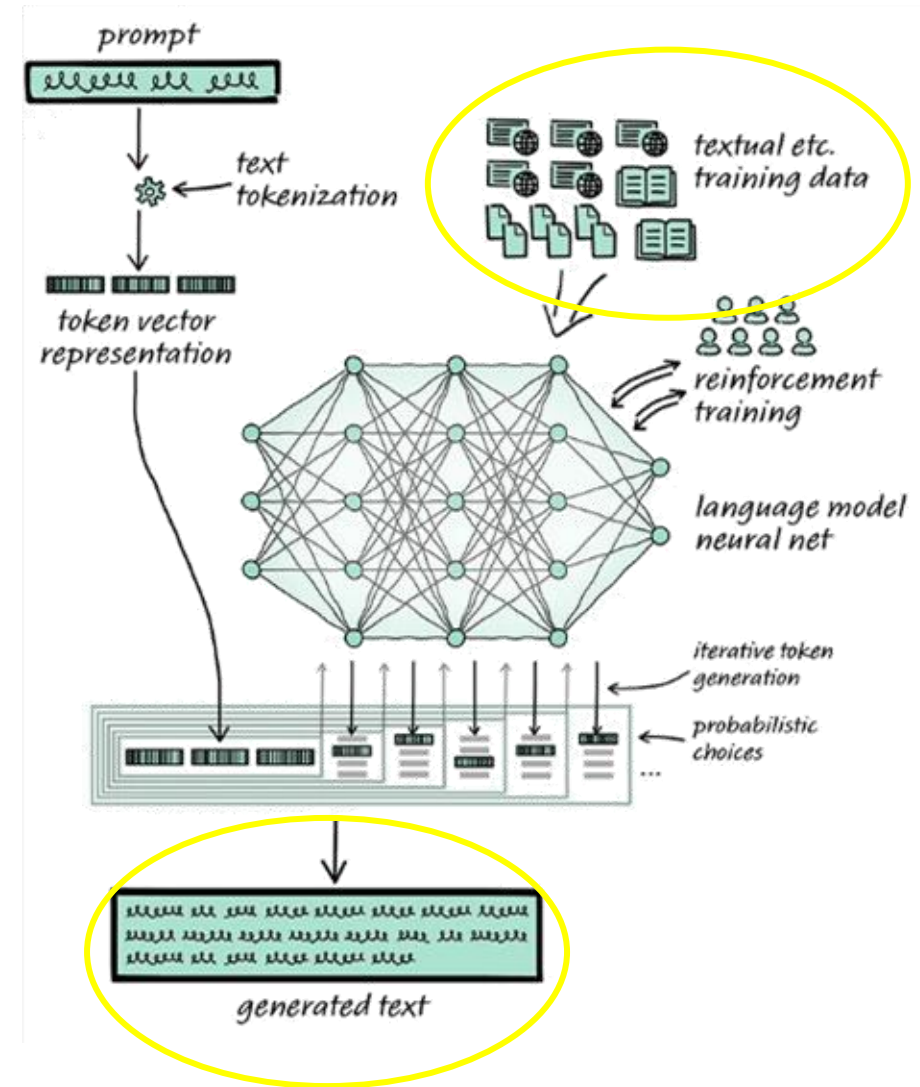 prompt
text
tokenization
token vector
representation
textual etc.
training data
reinforcement
training
language model
neural net
iterative token
generation
probabilistic
choices
...
generated text